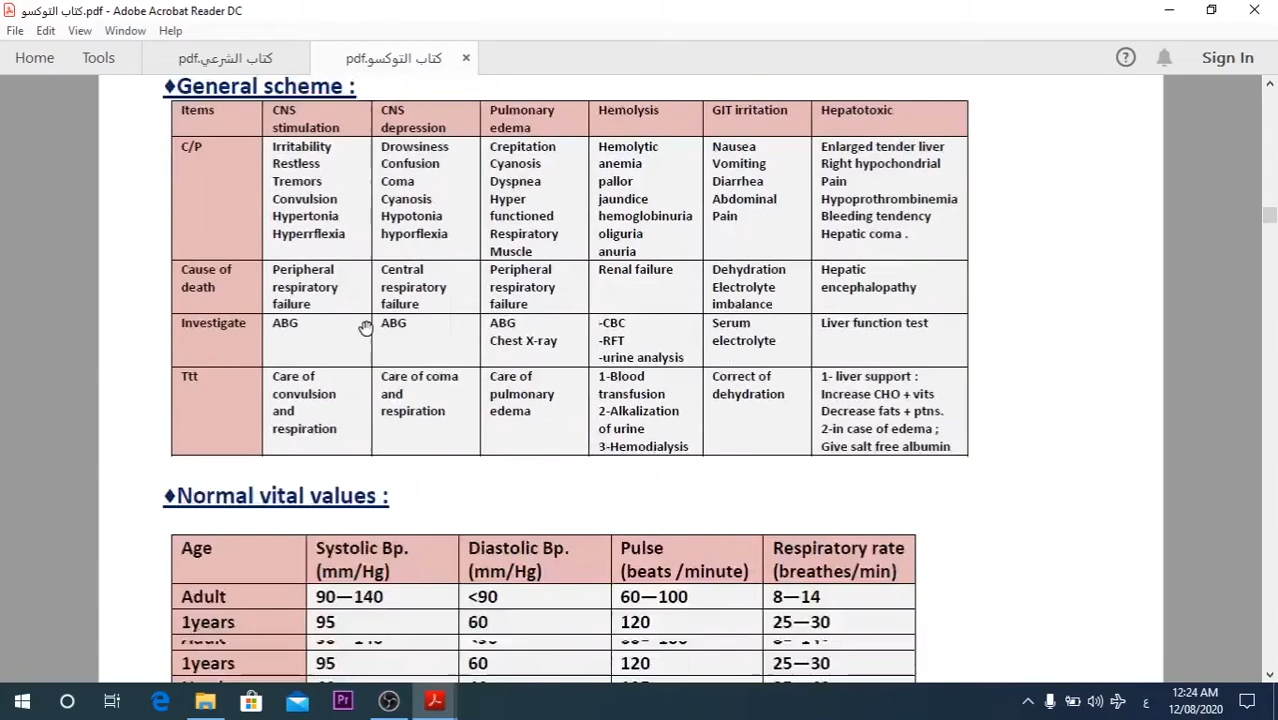 كتاب التوكسو.pdf - Adobe Acrobat Reader DC
File Edit View Window Help
Home Tools كتاب الشرعي.pdf كتاب التوكسو.pdf × Sign In
♦General scheme :
Items CNS stimulation CNS depression Pulmonary edema Hemolysis GIT irritation Hepatotoxic
C/P
Irritability
Restless
Tremors
Convulsion
Hypertonia
Hyperrflexia
Drowsiness
Confusion
Coma
Cyanosis
Hypotonia
hyporflexia
Crepitation
Cyanosis
Dyspnea
Hyper
functioned
Respiratory
Muscle
Hemolytic
anemia
pallor
jaundice
hemoglobinuria
oliguria
anuria
Nausea
Vomiting
Diarrhea
Abdominal
Pain
Enlarged tender liver
Right hypochondrial
Pain
Hypoprothrombinemia
Bleeding tendency
Hepatic coma .
Cause of
death
Peripheral
respiratory
failure
Central
respiratory
failure
Peripheral
respiratory
failure
Renal failure
Dehydration
Electrolyte
imbalance
Hepatic
encephalopathy
Investigate
ABG
ABG
ABG
Chest X-ray
-CBC
-RFT
-urine analysis
Serum
electrolyte
Liver function test
Ttt
Care of
convulsion
and
respiration
Care of coma
and
respiration
Care of
pulmonary
edema
1-Blood
transfusion
2-Alkalization
of urine
3-Hemodialysis
Correct of
dehydration
1- liver support :
Increase CHO + vits
Decrease fats + ptns.
2-in case of edema ;
Give salt free albumin
♦Normal vital values :
Age Systolic Bp. (mm/Hg) Diastolic Bp. (mm/Hg) Pulse (beats /minute) Respiratory rate (breathes/min)
Adult 90—140 <90 60—100 8—14
1years 95 60 120 25—30
1years 95 60 120 25—30
12:24 AM
12/08/2020
ع